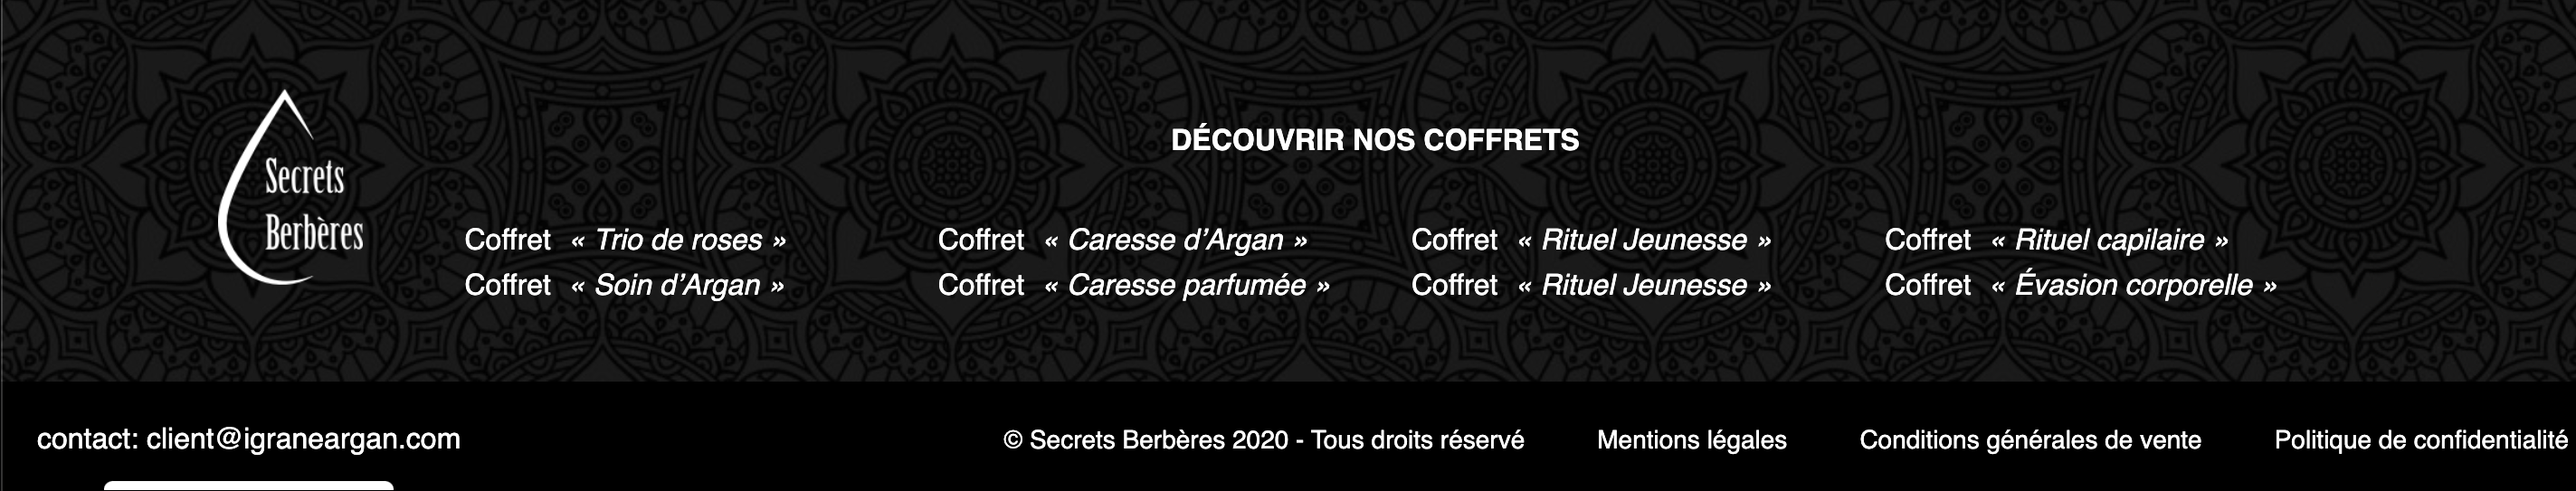 Secrets
Berbères
DÉCOUVRIR NOS COFFRETS
Coffret « Trio de roses »
Coffret « Soin d’Argan »
Coffret « Caresse d’Argan »
Coffret « Caresse parfumée »
Coffret « Rituel Jeunesse »
Coffret « Rituel Jeunesse »
Coffret « Rituel capilaire »
Coffret « Évasion corporelle »
contact: client@igraneargan.com
© Secrets Berbères 2020 - Tous droits réservé
Mentions légales
Conditions générales de vente
Politique de confidentialité